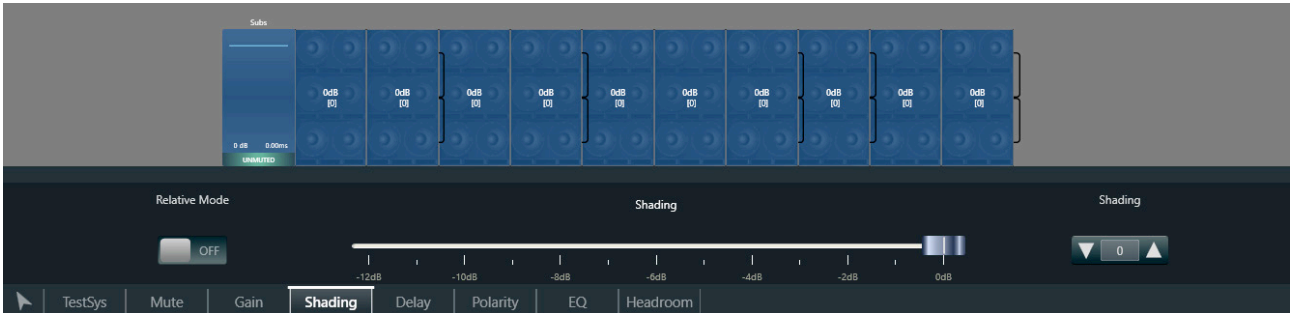 Subs
0dB 0dB 0dB 0dB 0dB 0dB 0dB 0dB 0dB 0dB
[0] [0] [0] [0] [0] [0] [0] [0] [0] [0]
0 dB 0.00ms
UNMUTED
Relative Mode
Shading
Shading
OFF
0
-12dB -10dB -8dB -6dB -4dB -2dB 0dB
TestSys Mute Gain Shading Delay Polarity EQ Headroom